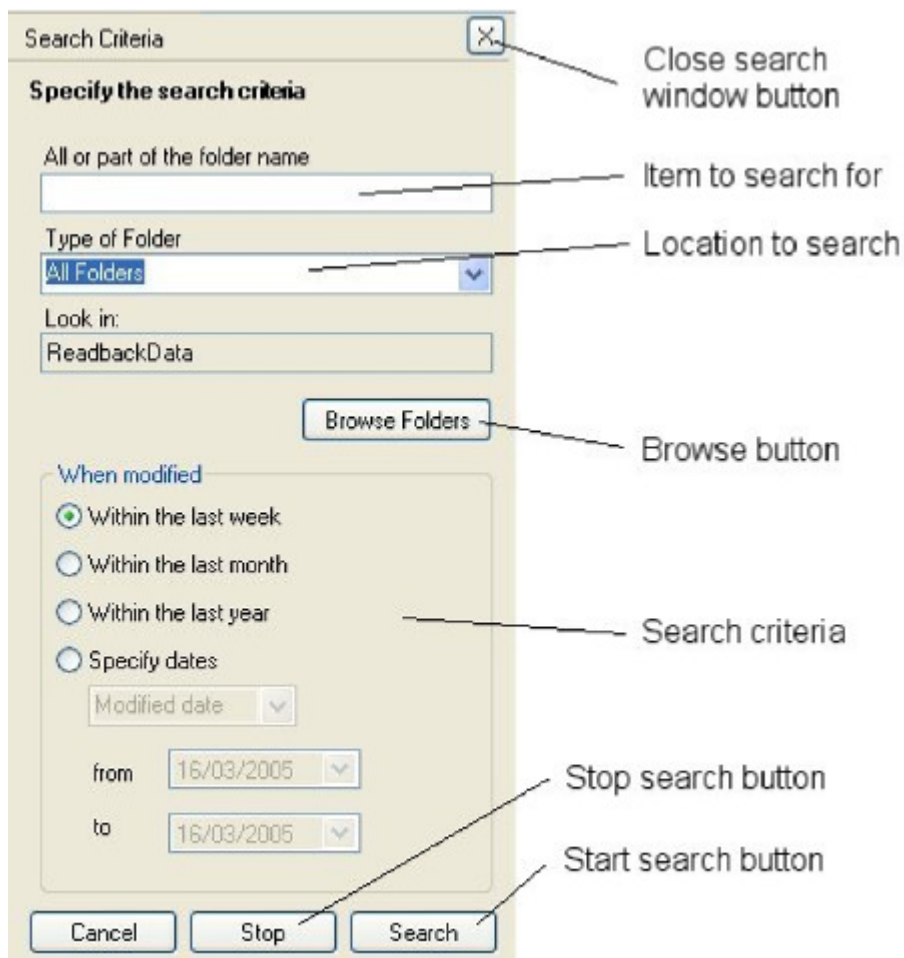 Search Criteria
Close search
window button
Specify the search criteria
All or part of the folder name
Item to search for
Type of Folder
Location to search
All Folders
Look in:
ReadbackData
Browse Folders
Browse button
When modified
Within the last week
Within the last month
Within the last year
Search criteria
Specify dates
Modified date
from 16/03/2005
Stop search button
to 16/03/2005
Start search button
Cancel Stop Search